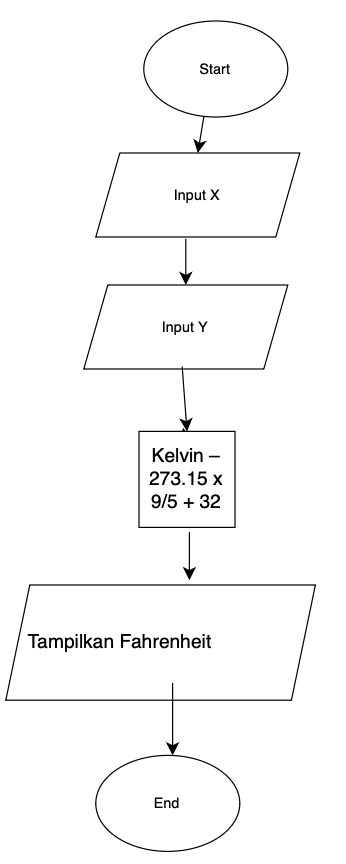 Start
Input X
Input Y
Kelvin –
273.15 x
9/5 + 32
Tampilkan Fahrenheit
End